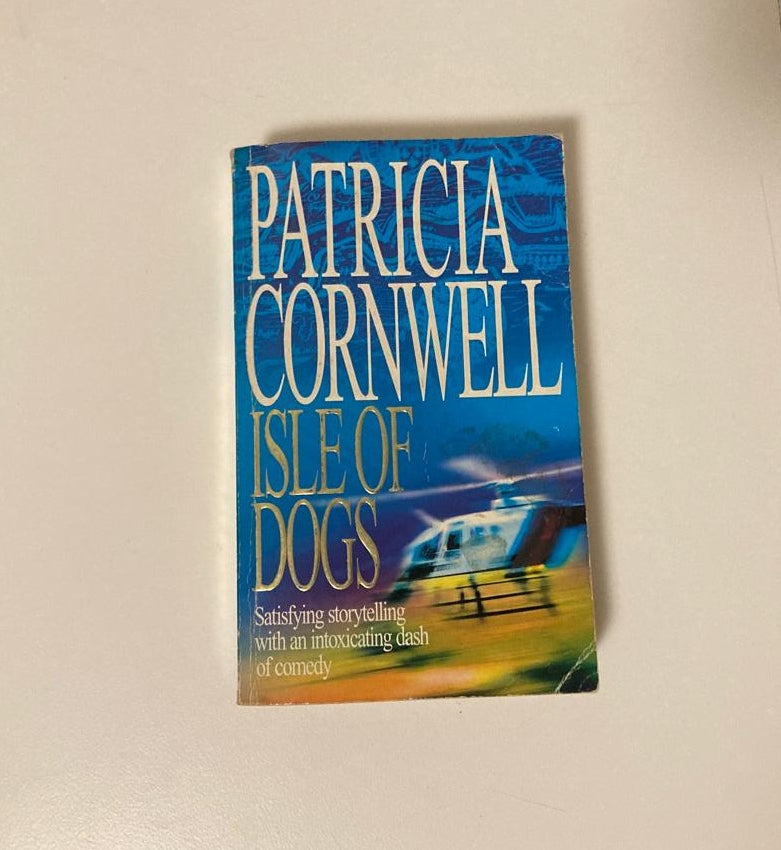 PATRICIA
CORNWELL
ISLE OF
DOGS
Satisfying storytelling
with an intoxicating dash
of comedy